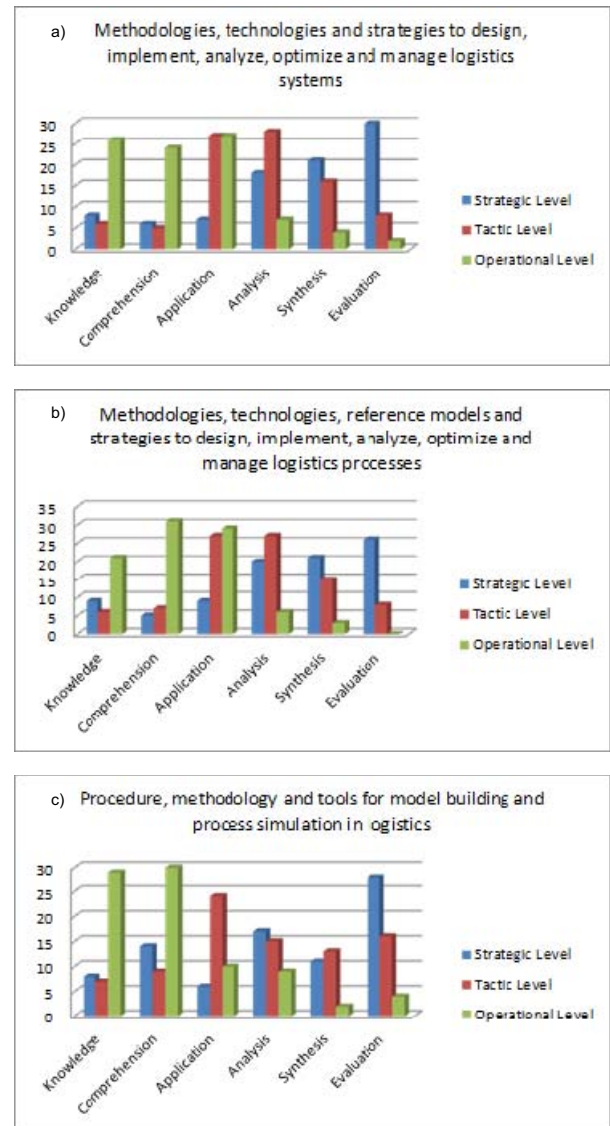 a) Methodologies, technologies and strategies to design,
implement, analyze, optimize and manage logistics
systems
30
25
20
15
10
5
0
Knowledge
Comprehension
Application
Analysis
Synthesis
Evaluation
Strategic Level
Tactic Level
Operational Level
b) Methodologies, technologies, reference models and
strategies to design, implement, analyze, optimize and
manage logistics processes
35
30
25
20
15
10
5
0
Knowledge
Comprehension
Application
Analysis
Synthesis
Evaluation
Strategic Level
Tactic Level
Operational Level
c) Procedure, methodology and tools for model building and
process simulation in ogistics
30
25
20
15
10
5
0
Knowledge
Comprehension
Application
Analysis
Synthesis
Evaluation
Strategic Level
Tactic Level
Operational Level